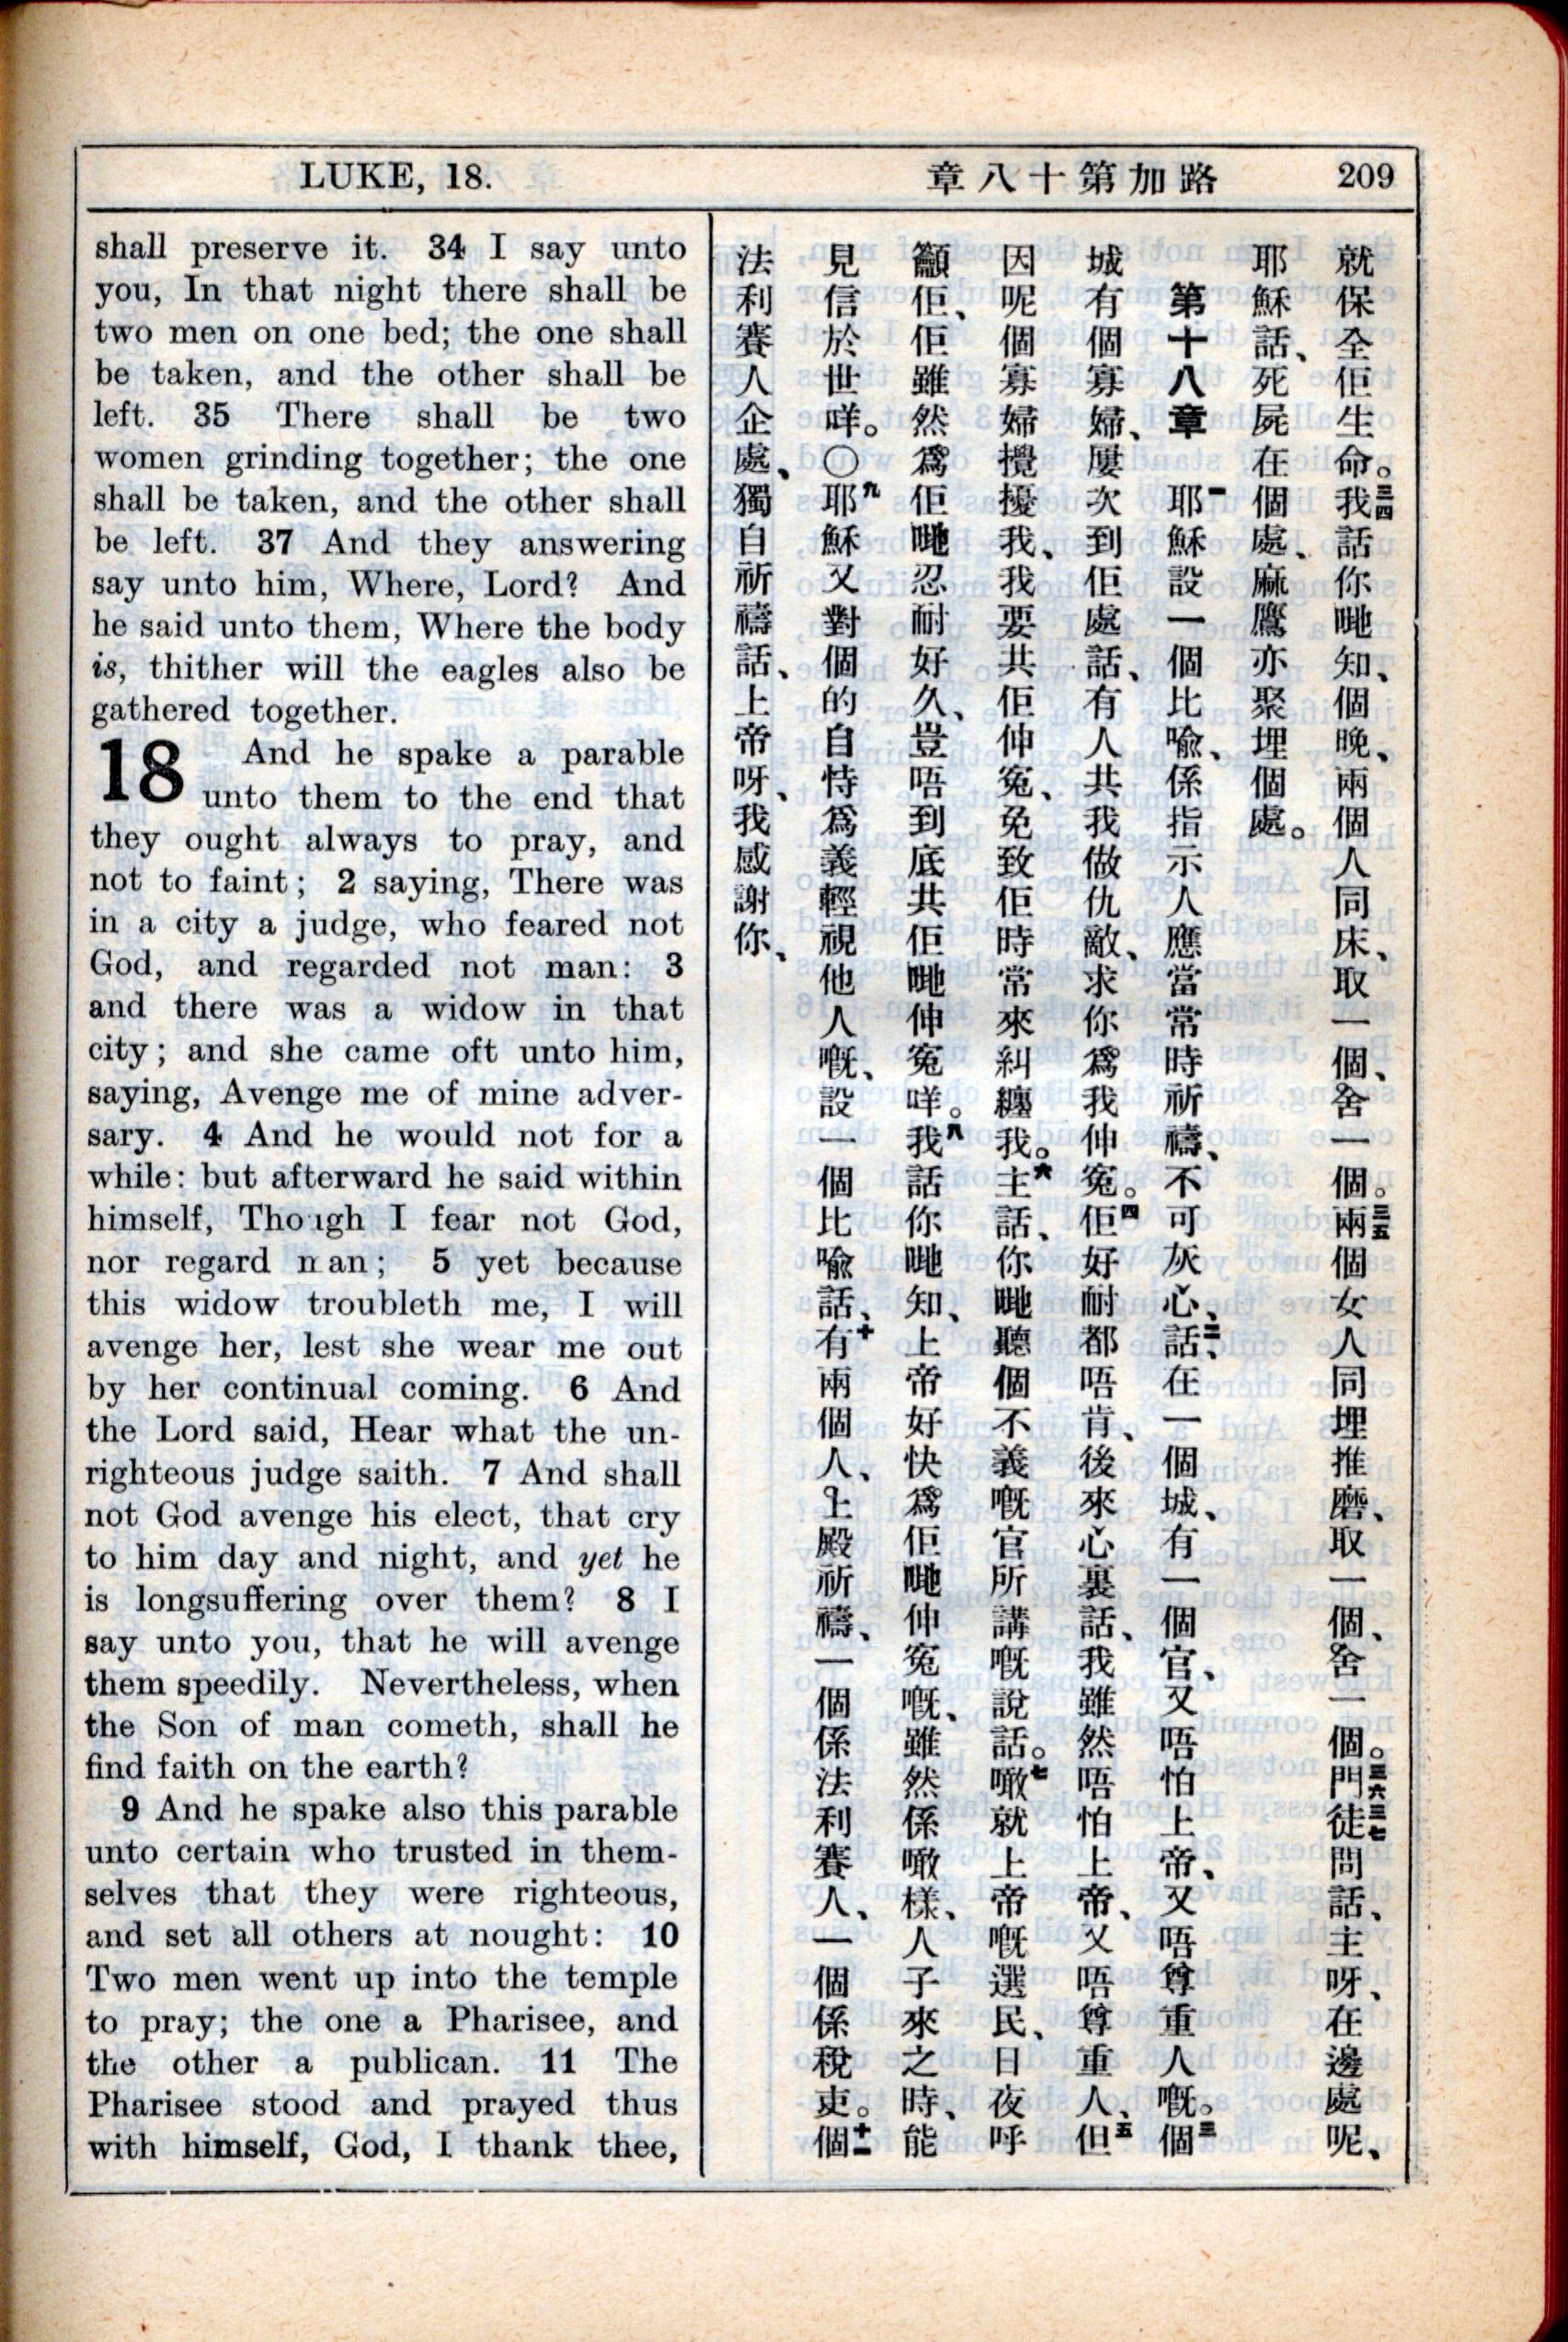 LUKE, 18.
章八十第加路
209
shall preserve it. 34 I say unto
you, In that night there shall be
two men on one bed; the one shall
be taken, and the other shall be
left. 35 There shall be two
women grinding together; the one
shall be taken, and the other shall
be left. 37 And they answering
say unto him, Where, Lord? And
he said unto them, Where the body
is, thither will the eagles also be
gathered together.
18 And he spake a parable
unto them to the end that
they ought always to pray, and
not to faint; 2 saying, There was
in a city a judge, who feared not
God, and regarded not man: 3
and there was a widow in that
city; and she came oft unto him,
saying, Avenge me of mine adver-
sary. 4 And he would not for a
while: but afterward he said within
himself, Though I fear not God,
nor regard man; 5 yet because
this widow troubleth me, I will
avenge her, lest she wear me out
by her continual coming. 6 And
the Lord said, Hear what the un-
righteous judge saith. 7 And shall
not God avenge his elect, that cry
to him day and night, and yet he
is longsuffering over them? 8 I
say unto you, that he will avenge
them speedily. Nevertheless, when
the Son of man cometh, shall he
find faith on the earth?
9 And he spake also this parable
unto certain who trusted in them-
selves that they were righteous,
and set all others at nought: 10
Two men went up into the temple
to pray; the one a Pharisee, and
the other a publican. 11 The
Pharisee stood and prayed thus
with himself, God, I thank thee,
就保全佢生命。三四我話你哋知、個晚、兩個人同床、取一個、舍一個。三五兩個女人同埋推磨、取一個、舍一個。三六門三七徒問話、主呀、在邊處呢、
耶穌話、死屍在個處、麻鷹亦聚埋個處。
第十八章 一耶穌設一個比喻、係指示人應當常時祈禱、不可灰心、二話、在一個城、有一個官、又唔怕上帝、又唔尊重人嘅。三個
城有個寡婦、屢次到佢處話、有人共我做仇敵、求你爲我伸冤。四佢好耐都唔肯、後來心裏話、我雖然唔怕上帝、又唔尊重人、五但
因呢個寡婦攪擾我、我要共佢伸冤、免致佢時常來糾纏我。六主話、你哋聽個不義嘅官所講嘅說話。七噉就上帝嘅選民、日夜呼
籲佢、佢雖然爲佢哋忍耐好久、豈唔到底共佢哋伸冤咩。八我話你哋知、上帝好快爲佢哋伸冤嘅、雖然係噉樣、人子來之時、能
見信於世咩。〇九耶穌又對個的自恃爲義輕視他人嘅、設一個比喻話、十有兩個人、上殿祈禱、一個係法利賽人、一個係稅吏。十一個
法利賽人企處、獨自祈禱話、上帝呀、我感謝你、